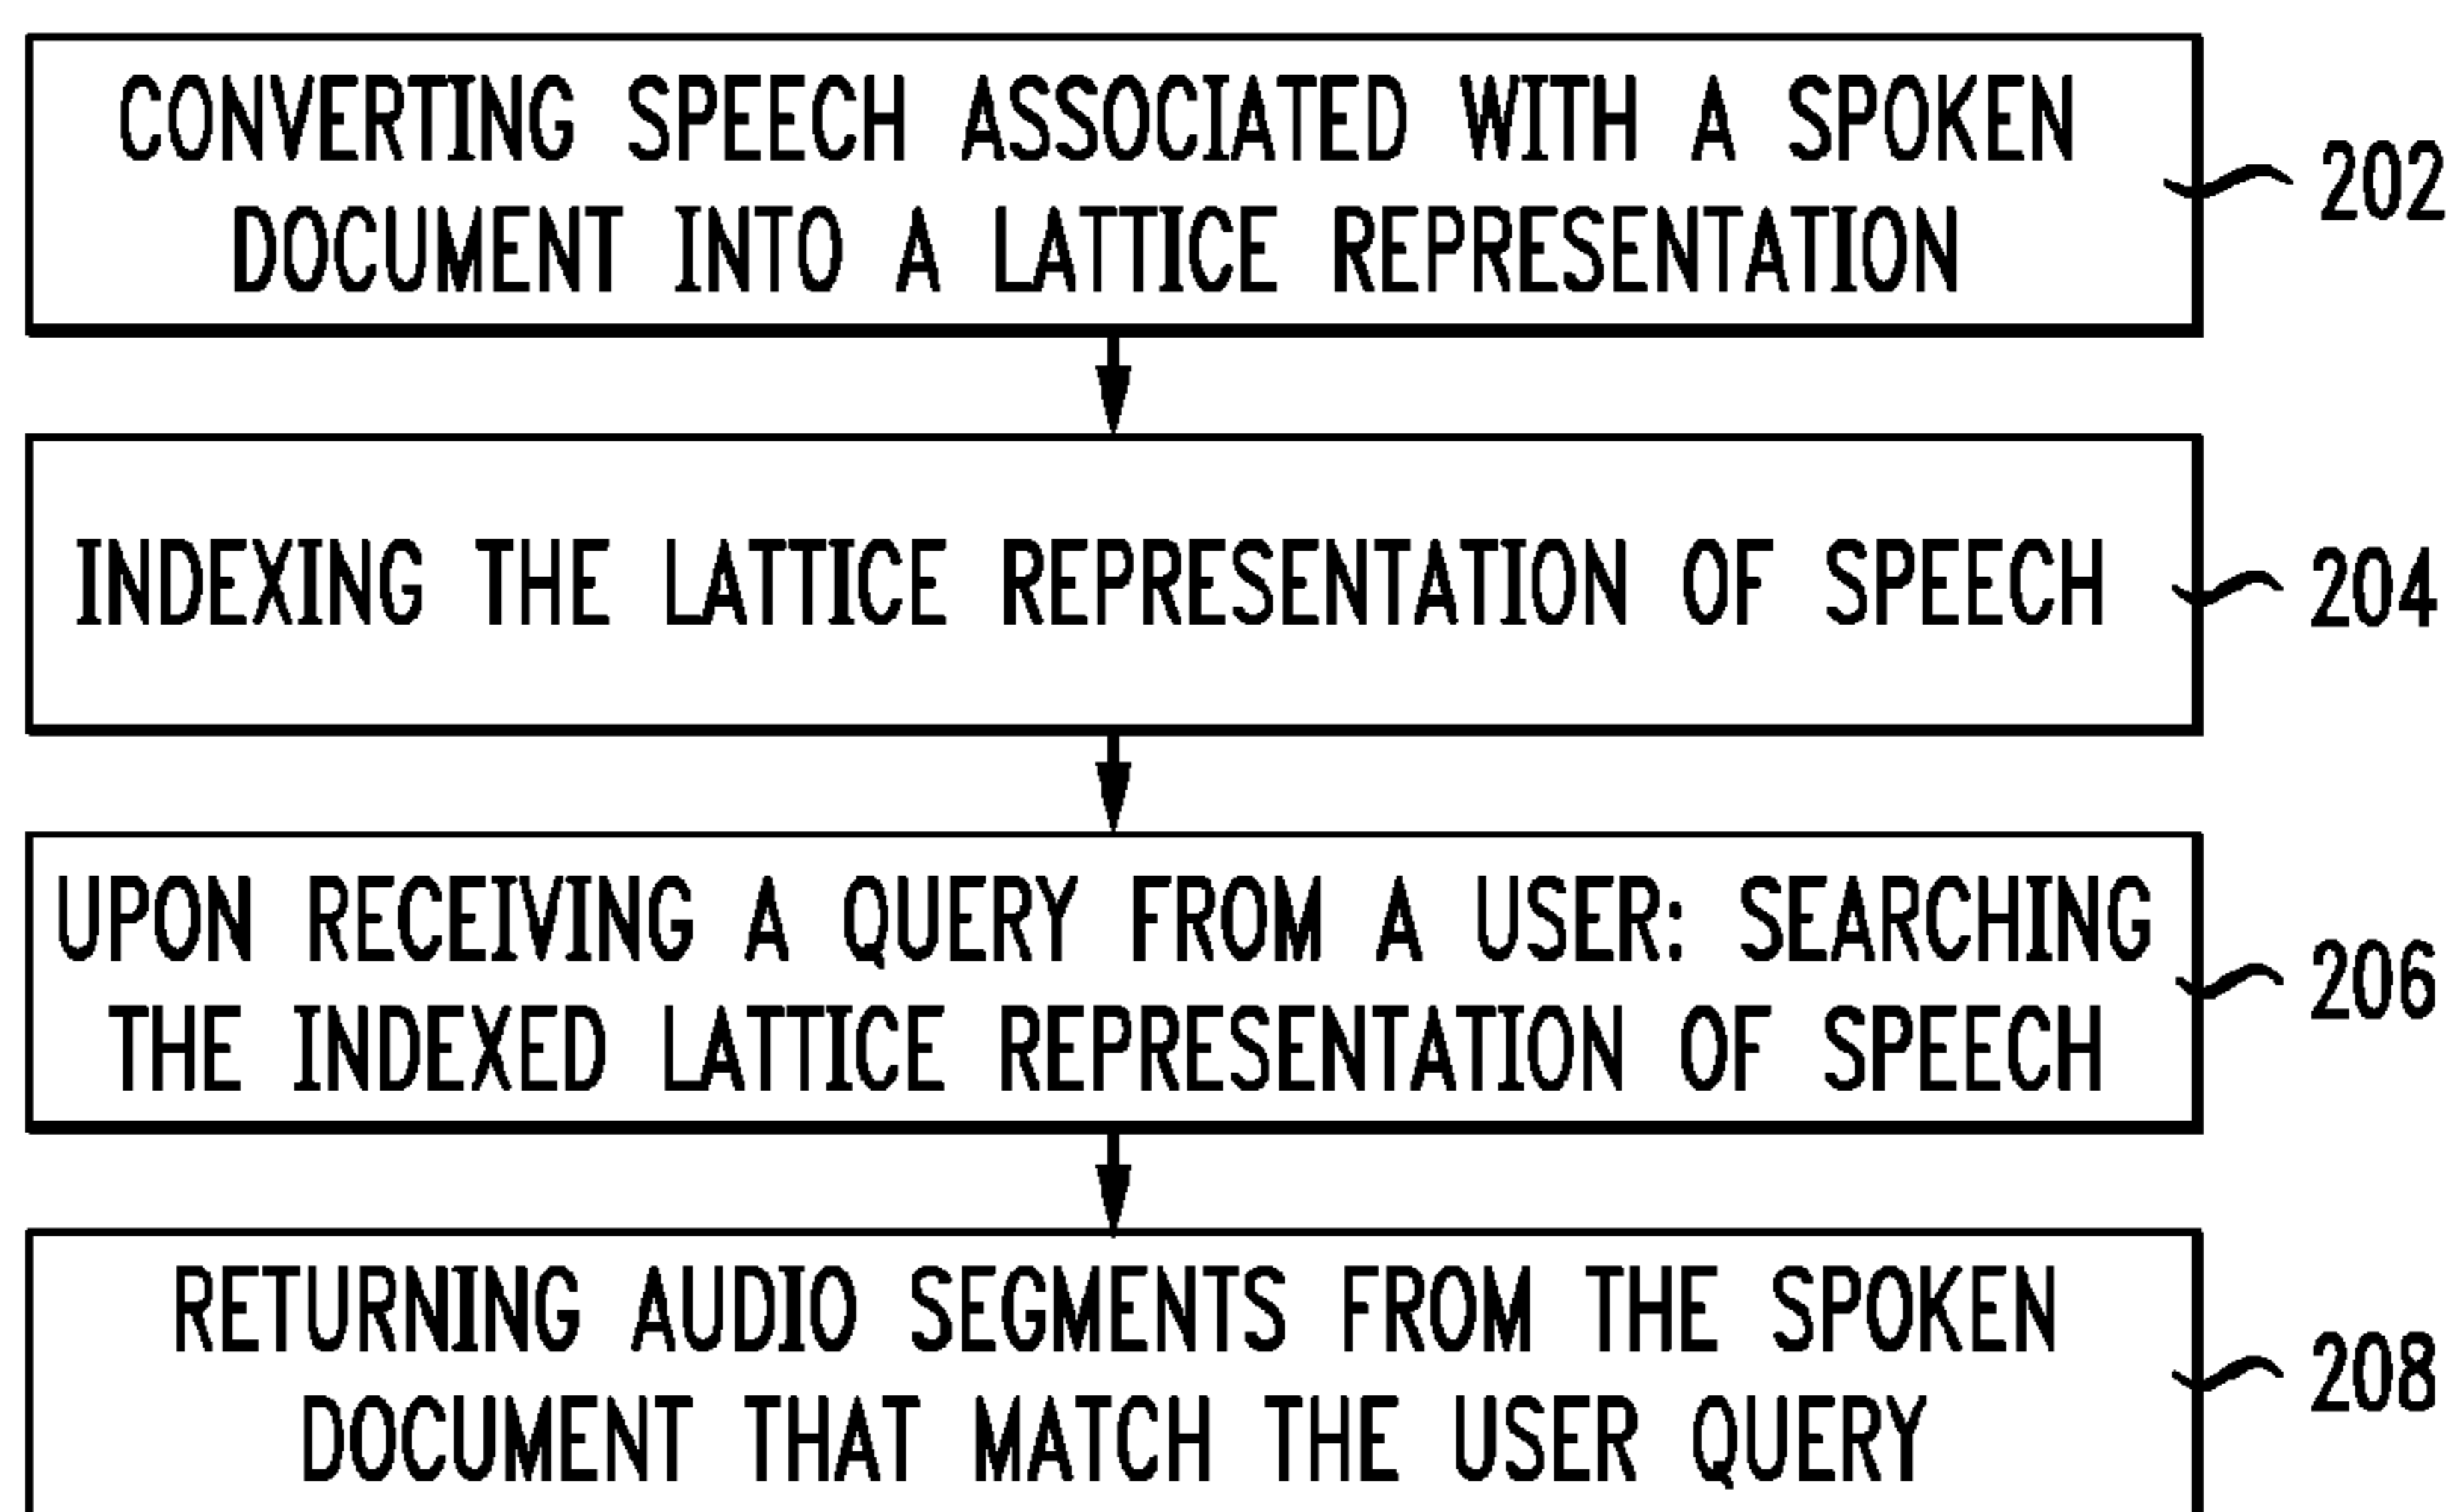 CONVERTING SPEECH ASSOCIATED WITH A SPOKEN
DOCUMENT INTO A LATTICE REPRESENTATION
202
INDEXING THE LATTICE REPRESENTATION OF SPEECH
204
UPON RECEIVING A QUERY FROM A USER: SEARCHING
THE INDEXED LATTICE REPRESENTATION OF SPEECH
206
RETURNING AUDIO SEGMENTS FROM THE SPOKEN
DOCUMENT THAT MATCH THE USER QUERY
208